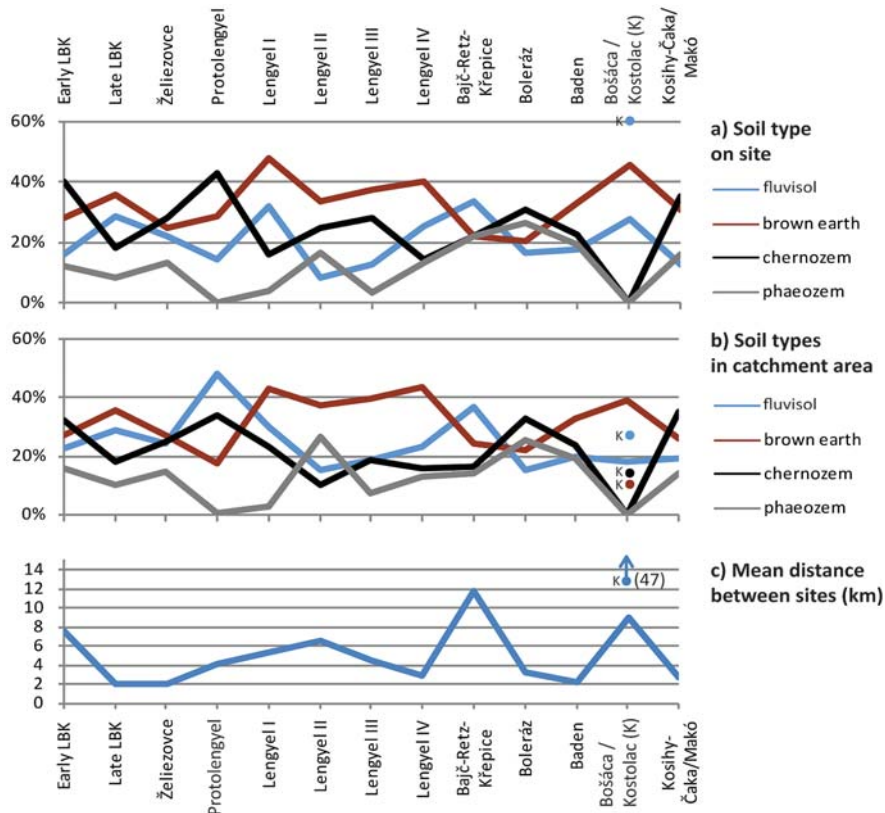 Early LBK
Late LBK
Želiezovce
Protolengyel
Lengyel I
Lengyel II
Lengyel III
Lengyel IV
Bajč-Retz-
Křepice
Boleráz
Baden
Bošáca /
Kostolac (K)
Kosihy-Čaka/
Makó
60%
40%
20%
0%
K
a) Soil type
on site
fluvisol
brown earth
chernozem
phaeozem
60%
40%
20%
0%
K
K
K
b) Soil types
in catchment area
fluvisol
brown earth
chernozem
phaeozem
14
12
10
8
6
4
2
0
K (47)
c) Mean distance
between sites (km)
Early LBK
Late LBK
Želiezovce
Protolengyel
Lengyel I
Lengyel II
Lengyel III
Lengyel IV
Bajč-Retz-
Křepice
Boleráz
Baden
Bošáca /
Kostolac (K)
Kosihy-
Čaka/Makó